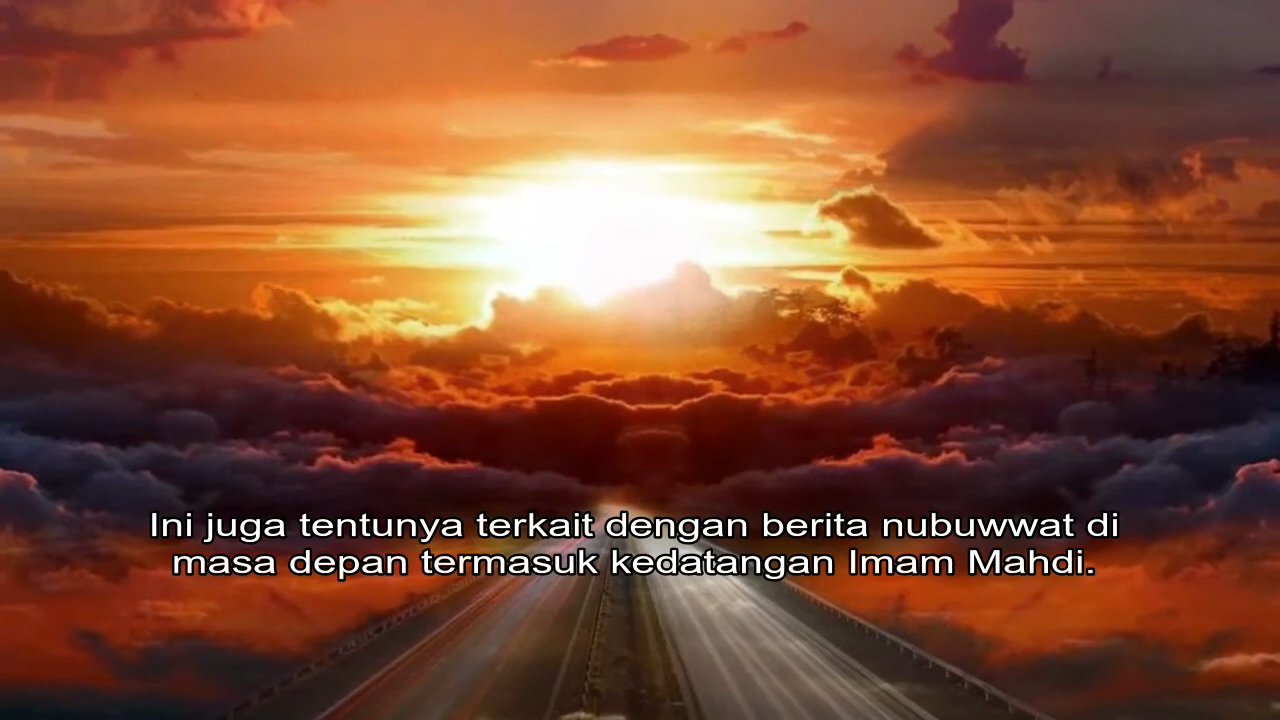 Ini juga tentunya terkait dengan berita nubuwwat di
masa depan termasuk kedatangan Imam Mahdi.